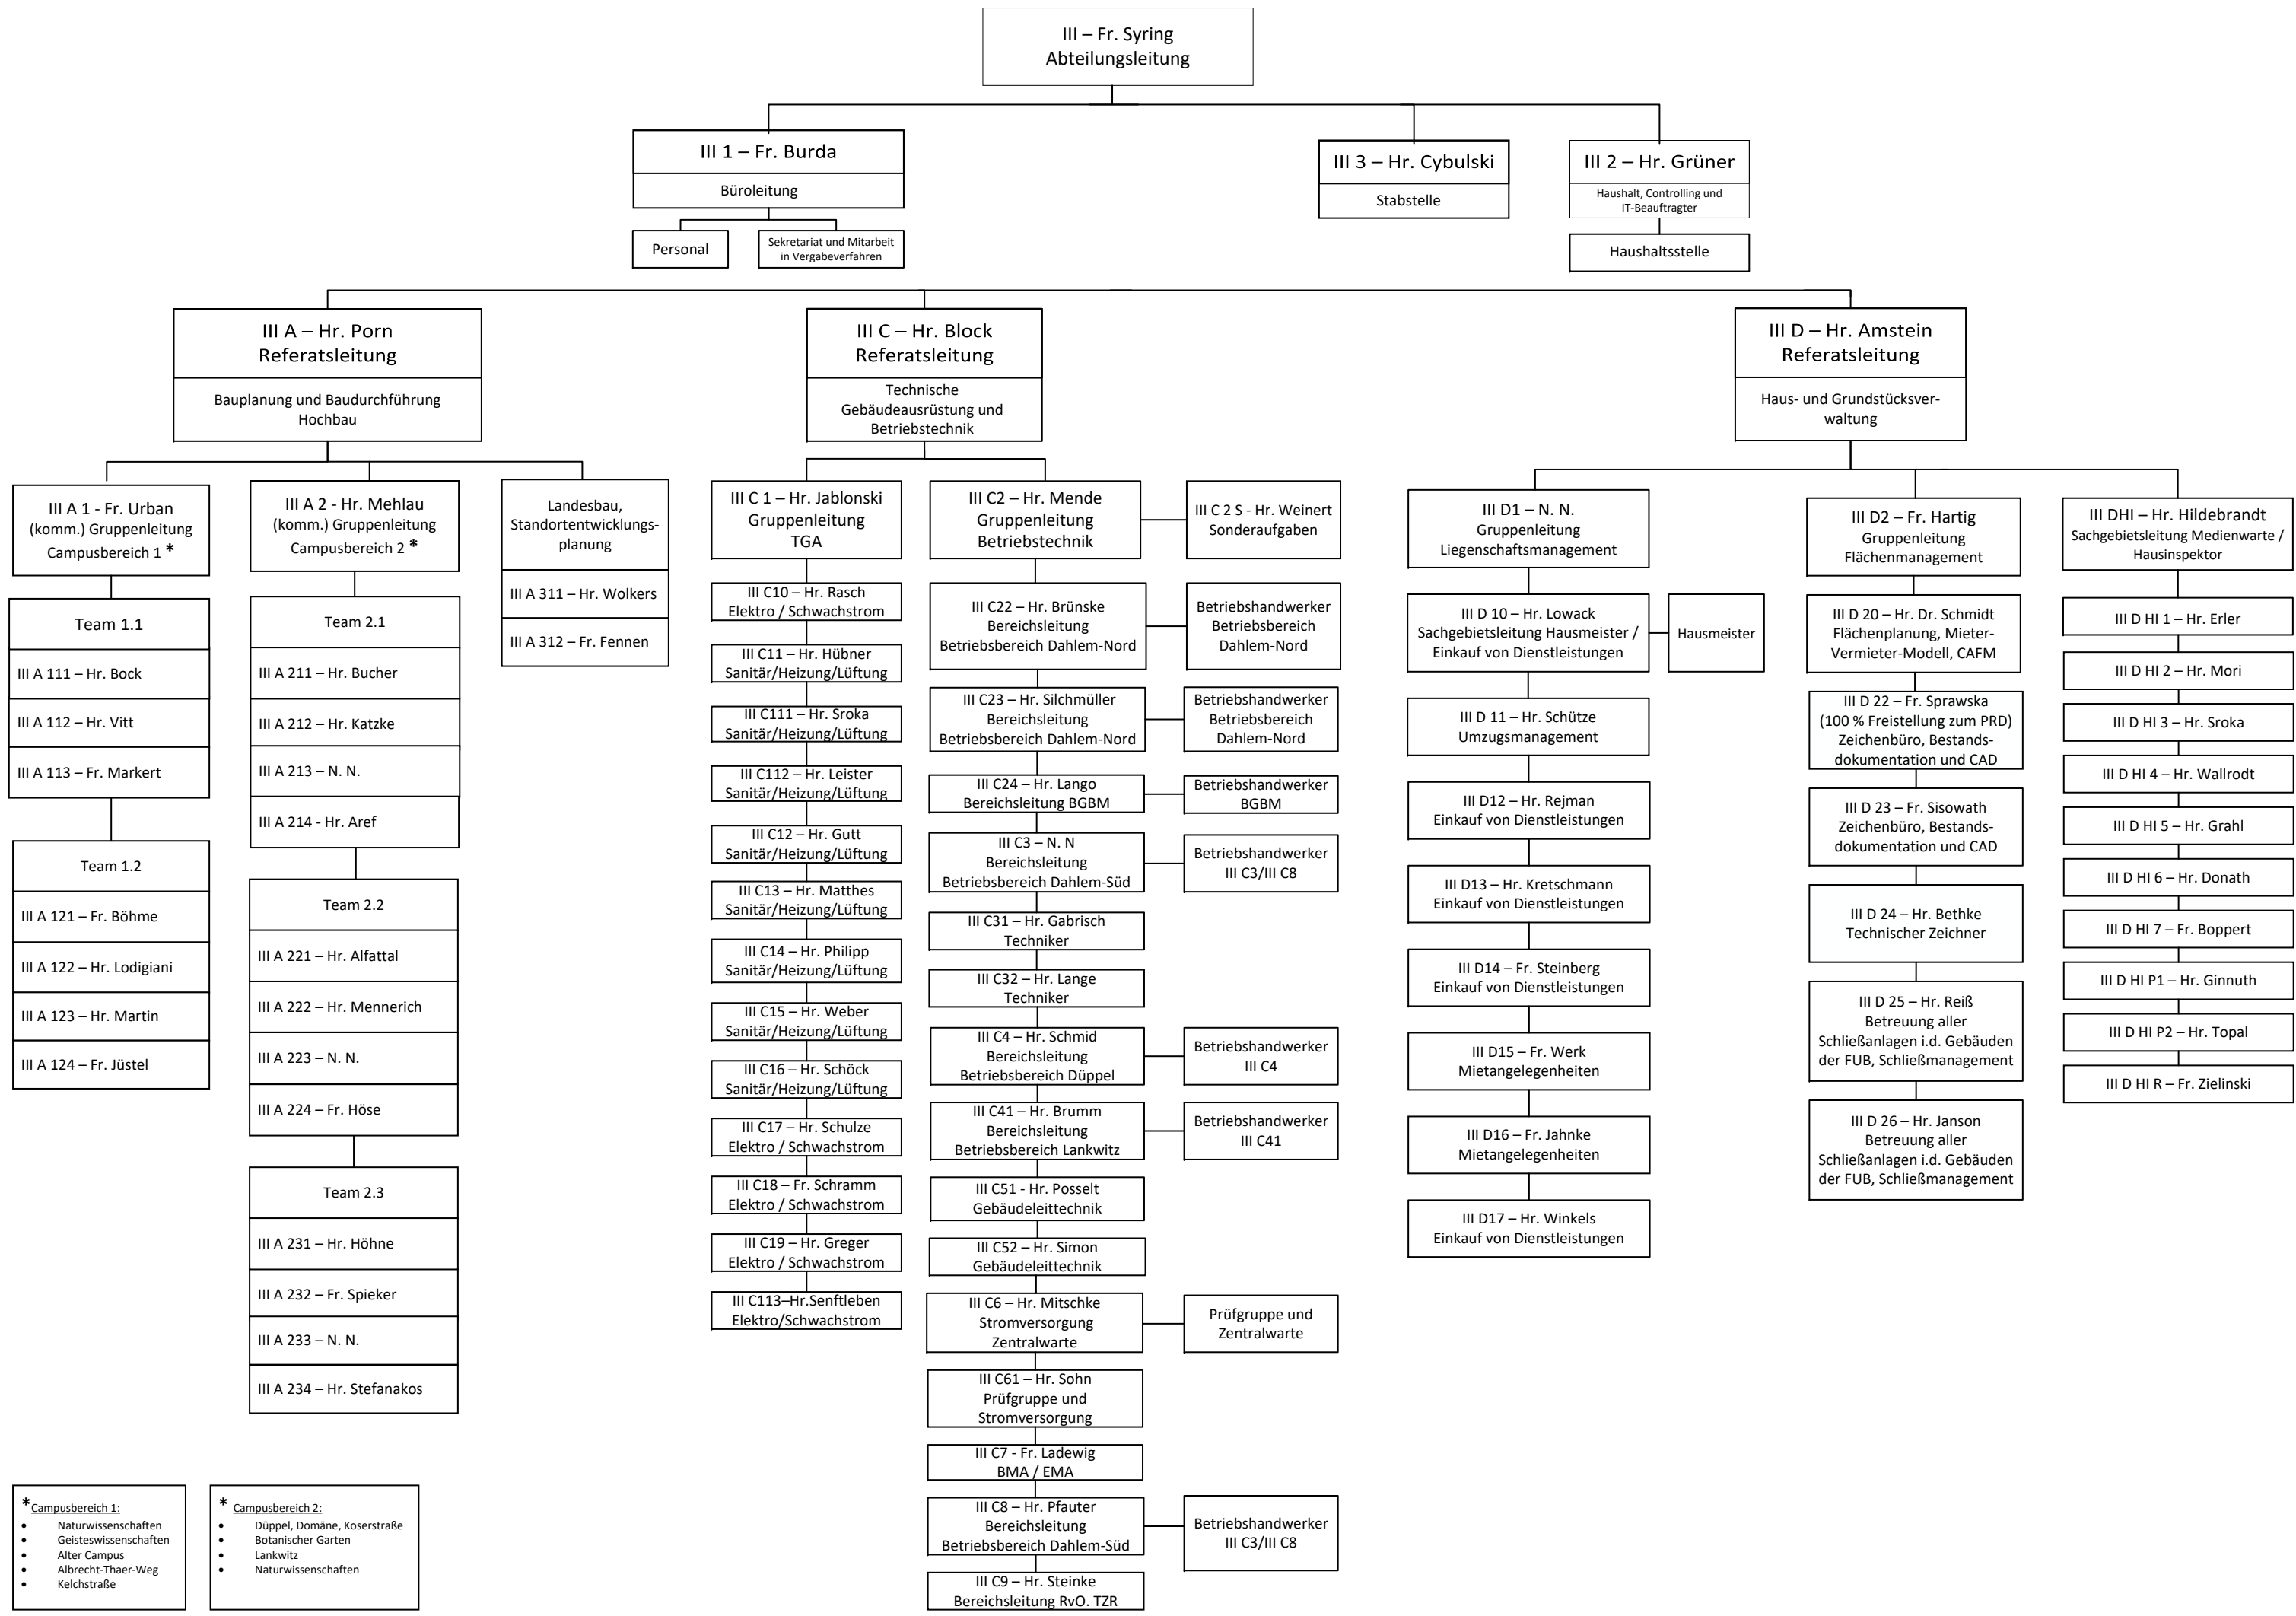 III – Fr. Syring
Abteilungsleitung
III 1 – Fr. Burda
Büroleitung
Personal
Sekretariat und Mitarbeit
in Vergabeverfahren
III 3 – Hr. Cybulski
Stabstelle
III 2 – Hr. Grüner
Haushalt, Controlling und
IT-Beauftragter
Haushaltsstelle
III A – Hr. Porn
Referatsleitung
Bauplanung und Baudurchführung
Hochbau
III C – Hr. Block
Referatsleitung
Technische
Gebäudeausrüstung und
Betriebstechnik
III D – Hr. Amstein
Referatsleitung
Haus- und Grundstücksver-
waltung
III A 1 - Fr. Urban
(komm.) Gruppenleitung
Campusbereich 1 *
Team 1.1
III A 111 – Hr. Bock
III A 112 – Hr. Vitt
III A 113 – Fr. Markert
Team 1.2
III A 121 – Fr. Böhme
III A 122 – Hr. Lodigiani
III A 123 – Hr. Martin
III A 124 – Fr. Jüstel
III A 2 - Hr. Mehlau
(komm.) Gruppenleitung
Campusbereich 2 *
Team 2.1
III A 211 – Hr. Bucher
III A 212 – Hr. Katzke
III A 213 – N. N.
III A 214 - Hr. Aref
Team 2.2
III A 221 – Hr. Alfattal
III A 222 – Hr. Mennerich
III A 223 – N. N.
III A 224 – Fr. Höse
Team 2.3
III A 231 – Hr. Höhne
III A 232 – Fr. Spieker
III A 233 – N. N.
III A 234 – Hr. Stefanakos
Landesbau,
Standortentwicklungs-
planung
III A 311 – Hr. Wolkers
III A 312 – Fr. Fennen
III C 1 – Hr. Jablonski
Gruppenleitung
TGA
III C10 – Hr. Rasch
Elektro / Schwachstrom
III C11 – Hr. Hübner
Sanitär/Heizung/Lüftung
III C111 – Hr. Sroka
Sanitär/Heizung/Lüftung
III C112 – Hr. Leister
Sanitär/Heizung/Lüftung
III C12 – Hr. Gutt
Sanitär/Heizung/Lüftung
III C13 – Hr. Matthes
Sanitär/Heizung/Lüftung
III C14 – Hr. Philipp
Sanitär/Heizung/Lüftung
III C15 – Hr. Weber
Sanitär/Heizung/Lüftung
III C16 – Hr. Schöck
Sanitär/Heizung/Lüftung
III C17 – Hr. Schulze
Elektro / Schwachstrom
III C18 – Fr. Schramm
Elektro / Schwachstrom
III C19 – Hr. Greger
Elektro / Schwachstrom
III C113–Hr.Senftleben
Elektro/Schwachstrom
III C2 – Hr. Mende
Gruppenleitung
Betriebstechnik
III C 2 S - Hr. Weinert
Sonderaufgaben
III C22 – Hr. Brünske
Bereichsleitung
Betriebsbereich Dahlem-Nord
Betriebshandwerker
Betriebsbereich
Dahlem-Nord
III C23 – Hr. Silchmüller
Bereichsleitung
Betriebsbereich Dahlem-Nord
Betriebshandwerker
Betriebsbereich
Dahlem-Nord
III C24 – Hr. Lango
Bereichsleitung BGBM
Betriebshandwerker
BGBM
III C3 – N. N
Bereichsleitung
Betriebsbereich Dahlem-Süd
Betriebshandwerker
III C3/III C8
III C31 – Hr. Gabrisch
Techniker
III C32 – Hr. Lange
Techniker
III C4 – Hr. Schmid
Bereichsleitung
Betriebsbereich Düppel
Betriebshandwerker
III C4
III C41 – Hr. Brumm
Bereichsleitung
Betriebsbereich Lankwitz
Betriebshandwerker
III C41
III C51 - Hr. Posselt
Gebäudeleittechnik
III C52 – Hr. Simon
Gebäudeleittechnik
III C6 – Hr. Mitschke
Stromversorgung
Zentralwarte
Prüfgruppe und
Zentralwarte
III C61 – Hr. Sohn
Prüfgruppe und
Stromversorgung
III C7 - Fr. Ladewig
BMA / EMA
III C8 – Hr. Pfauter
Bereichsleitung
Betriebsbereich Dahlem-Süd
Betriebshandwerker
III C3/III C8
III C9 – Hr. Steinke
Bereichsleitung RvO. TZR
III D1 – N. N.
Gruppenleitung
Liegenschaftsmanagement
III D 10 – Hr. Lowack
Sachgebietsleitung Hausmeister /
Einkauf von Dienstleistungen
Hausmeister
III D 11 – Hr. Schütze
Umzugsmanagement
III D12 – Hr. Rejman
Einkauf von Dienstleistungen
III D13 – Hr. Kretschmann
Einkauf von Dienstleistungen
III D14 – Fr. Steinberg
Einkauf von Dienstleistungen
III D15 – Fr. Werk
Mietangelegenheiten
III D16 – Fr. Jahnke
Mietangelegenheiten
III D17 – Hr. Winkels
Einkauf von Dienstleistungen
III D2 – Fr. Hartig
Gruppenleitung
Flächenmanagement
III D 20 – Hr. Dr. Schmidt
Flächenplanung, Mieter-
Vermieter-Modell, CAFM
III D 22 – Fr. Sprawska
(100 % Freistellung zum PRD)
Zeichenbüro, Bestands-
dokumentation und CAD
III D 23 – Fr. Sisowath
Zeichenbüro, Bestands-
dokumentation und CAD
III D 24 – Hr. Bethke
Technischer Zeichner
III D 25 – Hr. Reiß
Betreuung aller
Schließanlagen i.d. Gebäuden
der FUB, Schließmanagement
III D 26 – Hr. Janson
Betreuung aller
Schließanlagen i.d. Gebäuden
der FUB, Schließmanagement
III DHI – Hr. Hildebrandt
Sachgebietsleitung Medienwarte /
Hausinspektor
III D HI 1 – Hr. Erler
III D HI 2 – Hr. Mori
III D HI 3 – Hr. Sroka
III D HI 4 – Hr. Wallrodt
III D HI 5 – Hr. Grahl
III D HI 6 – Hr. Donath
III D HI 7 – Fr. Boppert
III D HI P1 – Hr. Ginnuth
III D HI P2 – Hr. Topal
III D HI R – Fr. Zielinski
*Campusbereich 1:
• Naturwissenschaften
• Geisteswissenschaften
• Alter Campus
• Albrecht-Thaer-Weg
• Kelchstraße
* Campusbereich 2:
• Düppel, Domäne, Koserstraße
• Botanischer Garten
• Lankwitz
• Naturwissenschaften